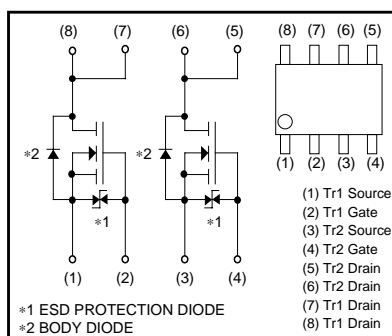 (8) (7) (6) (5)
(8) (7) (6) (5)
∗2 ∗2
∗1 ∗1
(1) (2) (3) (4)
(1) (2) (3) (4)
(1) Tr1 Source
(2) Tr1 Gate
(3) Tr2 Source
(4) Tr2 Gate
(5) Tr2 Drain
(6) Tr2 Drain
(7) Tr1 Drain
(8) Tr1 Drain
∗1 ESD PROTECTION DIODE
∗2 BODY DIODE